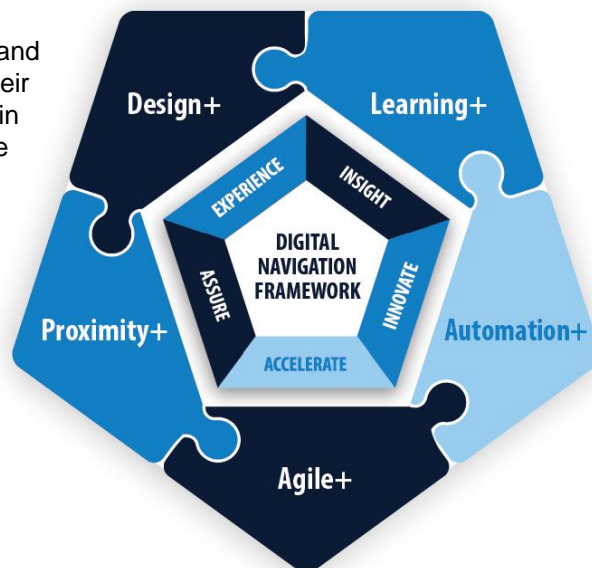 and
eir
in
e
Design+
Learning+
EXPERIENCE
INSIGHT
DIGITAL
NAVIGATION
FRAMEWORK
ASSURE
INNOVATE
Proximity+
Automation+
ACCELERATE
Agile+